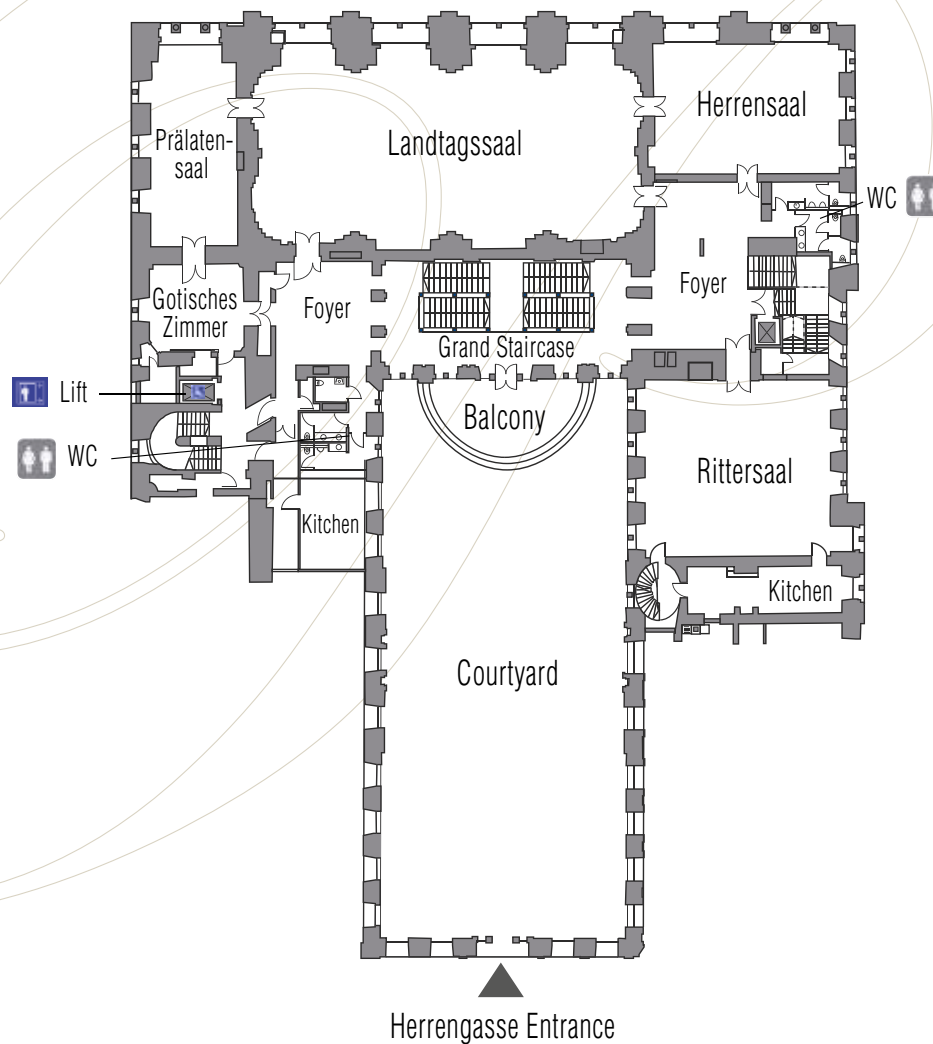 Herrensaal
Landtagssaal
Prälaten-
saal
WC
Foyer
Gotisches
Zimmer
Foyer
Grand Staircase
Lift
Balcony
WC
Rittersaal
Kitchen
Kitchen
Courtyard
Herrengasse Entrance